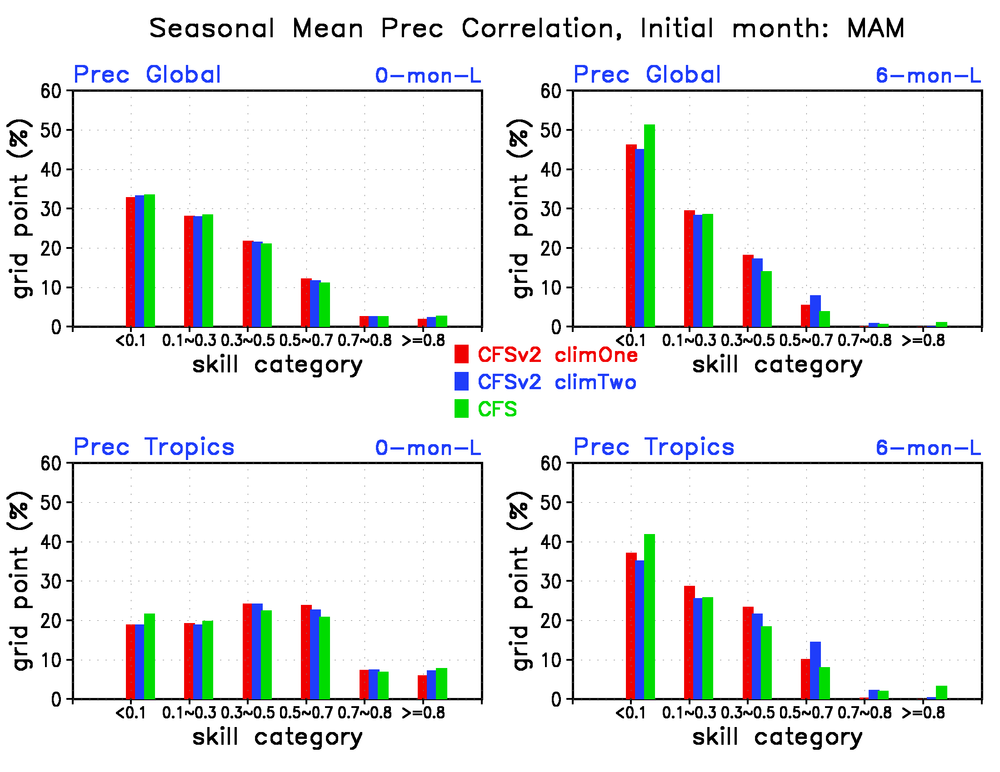 Seasonal Mean Prec Correlation, Initial month: MAM
Prec Global 0-mon-L
60
50
40
30
20
10
0
grid point (%)
<0.1 0.1~0.3 0.3~0.5 0.5~0.7 0.7~0.8 >=0.8
skill category
Prec Global 6-mon-L
60
50
40
30
20
10
0
grid point (%)
<0.1 0.1~0.3 0.3~0.5 0.5~0.7 0.7~0.8 >=0.8
skill category
CFSv2 climOne
CFSv2 climTwo
CFS
Prec Tropics 0-mon-L
60
50
40
30
20
10
0
grid point (%)
<0.1 0.1~0.3 0.3~0.5 0.5~0.7 0.7~0.8 >=0.8
skill category
Prec Tropics 6-mon-L
60
50
40
30
20
10
0
grid point (%)
<0.1 0.1~0.3 0.3~0.5 0.5~0.7 0.7~0.8 >=0.8
skill category